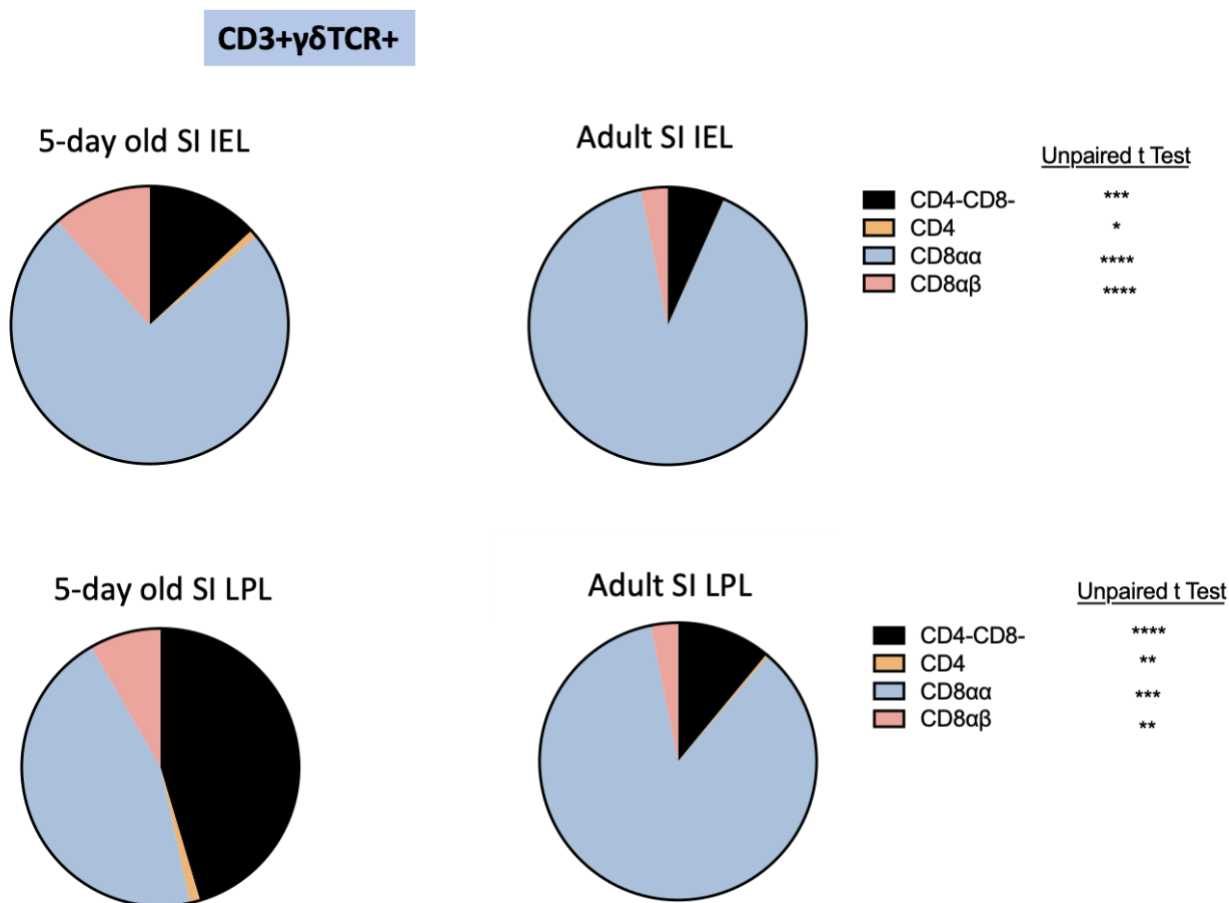 CD3+γδTCR+
5-day old SI IEL
Adult SI IEL
Unpaired t Test
CD4-CD8- ***
CD4 *
CD8αα ****
CD8αβ ****
5-day old SI LPL
Adult SI LPL
Unpaired t Test
CD4-CD8- ****
CD4 **
CD8αα ***
CD8αβ **